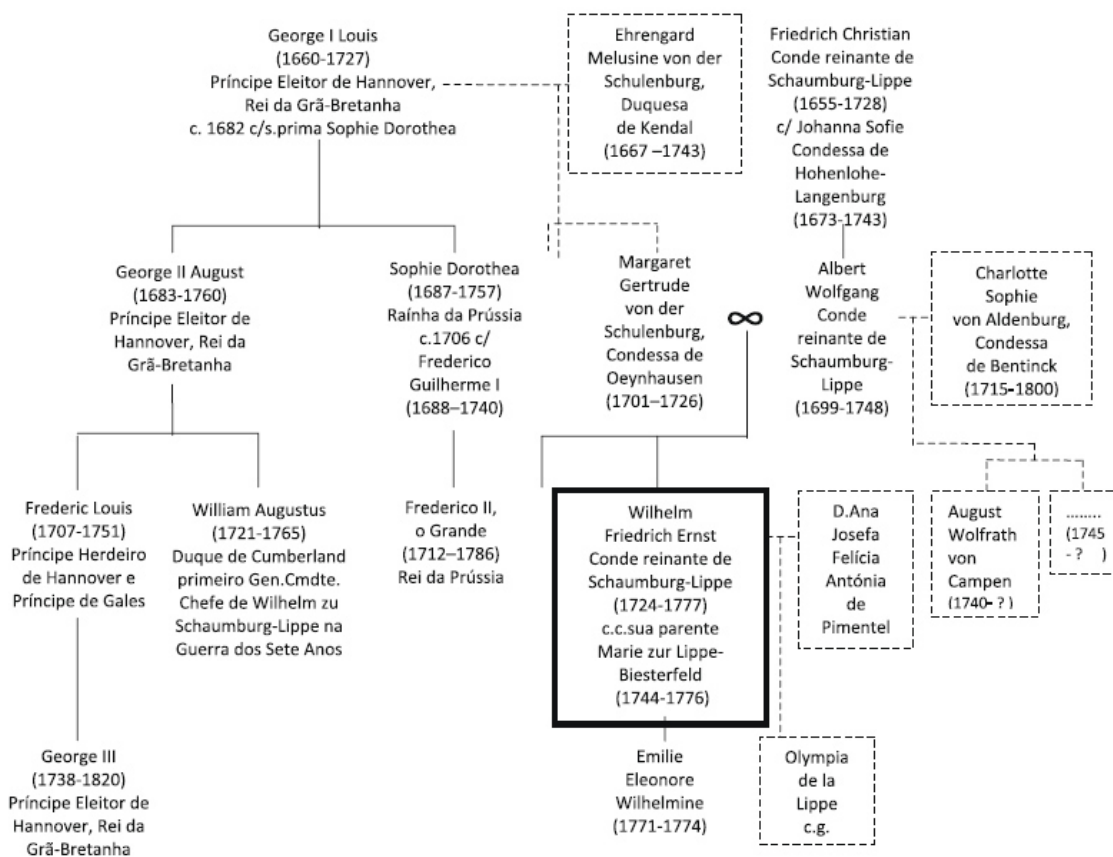 George I Louis
(1660-1727)
Príncipe Eleitor de Hannover,
Rei da Grã-Bretanha
c. 1682 c/s.prima Sophie Dorothea
Ehrengard
Melusine von der
Schulenburg,
Duquesa
de Kendal
(1667 –1743)
Friedrich Christian
Conde reinante de
Schaumburg-Lippe
(1655-1728)
c/ Johanna Sofie
Condessa de
Hohenlohe-
Langenburg
(1673-1743)
George II August
(1683-1760)
Príncipe Eleitor de
Hannover, Rei da
Grã-Bretanha
Sophie Dorothea
(1687-1757)
Raínha da Prússia
c.1706 c/
Frederico
Guilherme I
(1688–1740)
Margaret
Gertrude
von der
Schulenburg,
Condessa de
Oeynhausen
(1701–1726)
∞
Albert
Wolfgang
Conde
reinante de
Schaumburg-
Lippe
(1699-1748)
Charlotte
Sophie
von Aldenburg,
Condessa
de Bentinck
(1715-1800)
Frederic Louis
(1707-1751)
Príncipe Herdeiro
de Hannover e
Príncipe de Gales
William Augustus
(1721-1765)
Duque de Cumberland
primeiro Gen.Cmdte.
Chefe de Wilhelm zu
Schaumburg-Lippe na
Guerra dos Sete Anos
Frederico II,
o Grande
(1712–1786)
Rei da Prússia
Wilhelm
Friedrich Ernst
Conde reinante de
Schaumburg-Lippe
(1724-1777)
c.c.sua parente
Marie zur Lippe-
Biesterfeld
(1744-1776)
D.Ana
Josefa
Felícia
Antónia
de
Pimentel
August
Wolfrath
von
Campen
(1740- ?)
........
(1745
- ? )
George III
(1738-1820)
Príncipe Eleitor de
Hannover, Rei da
Grã-Bretanha
Emilie
Eleonore
Wilhelmine
(1771-1774)
Olympia
de la
Lippe
c.g.